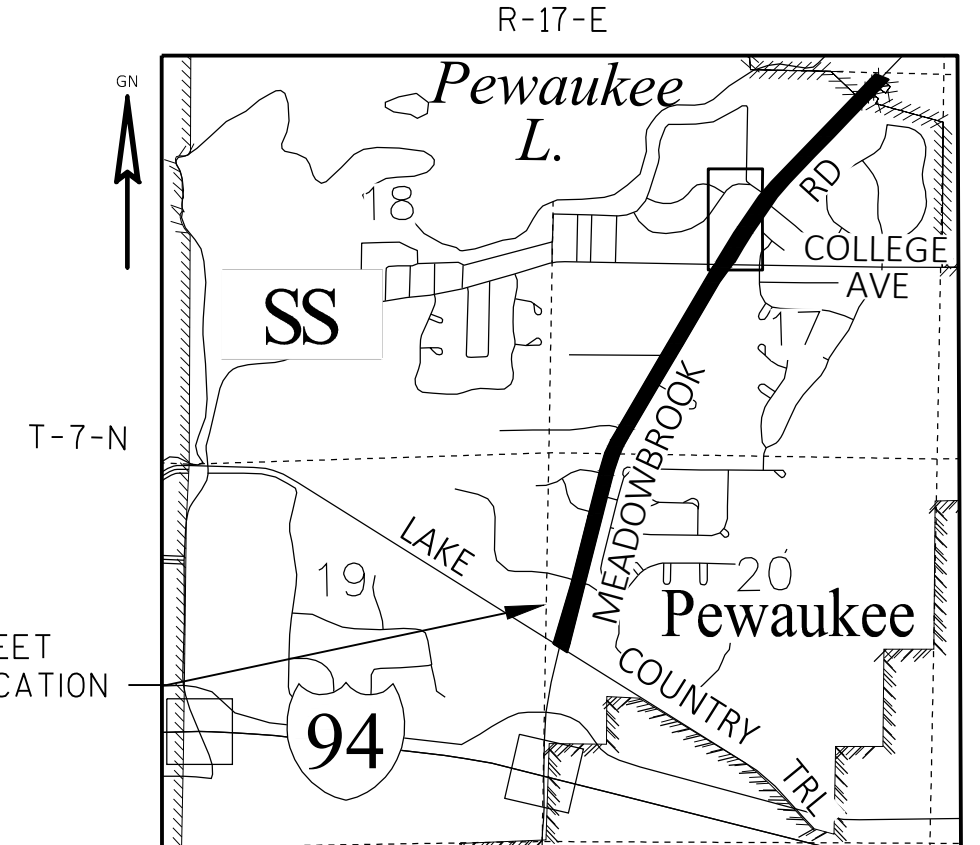 R-17-E
GN
Pewaukee
L.
RD
18
COLLEGE
AVE
SS
MEADOWBROOK
T-7-N
LAKE
19
20
Pewaukee
EET
CATION
COUNTRY
94
TRL